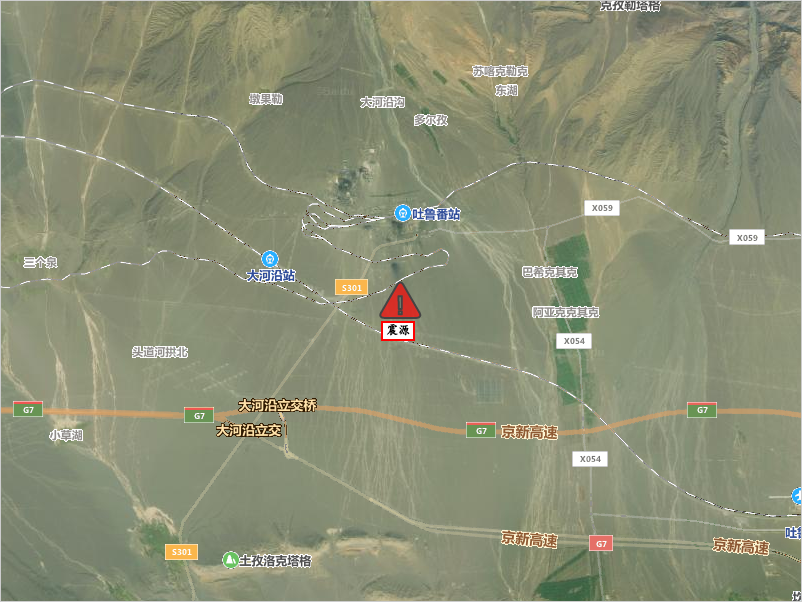 克孜勒塔格
苏喀克勒克
东湖
墩果勒
大河沿沟
多尔孜
X059
吐鲁番站
X059
三个泉
大河沿站
巴希克其克
S301
阿亚克克其克
震源
X054
头道河拱北
大河沿立交桥
G7
G7
G7
小草湖
大河沿立交
G7
京新高速
X054
京新高速
G7
京新高速
S301
土孜洛克塔格